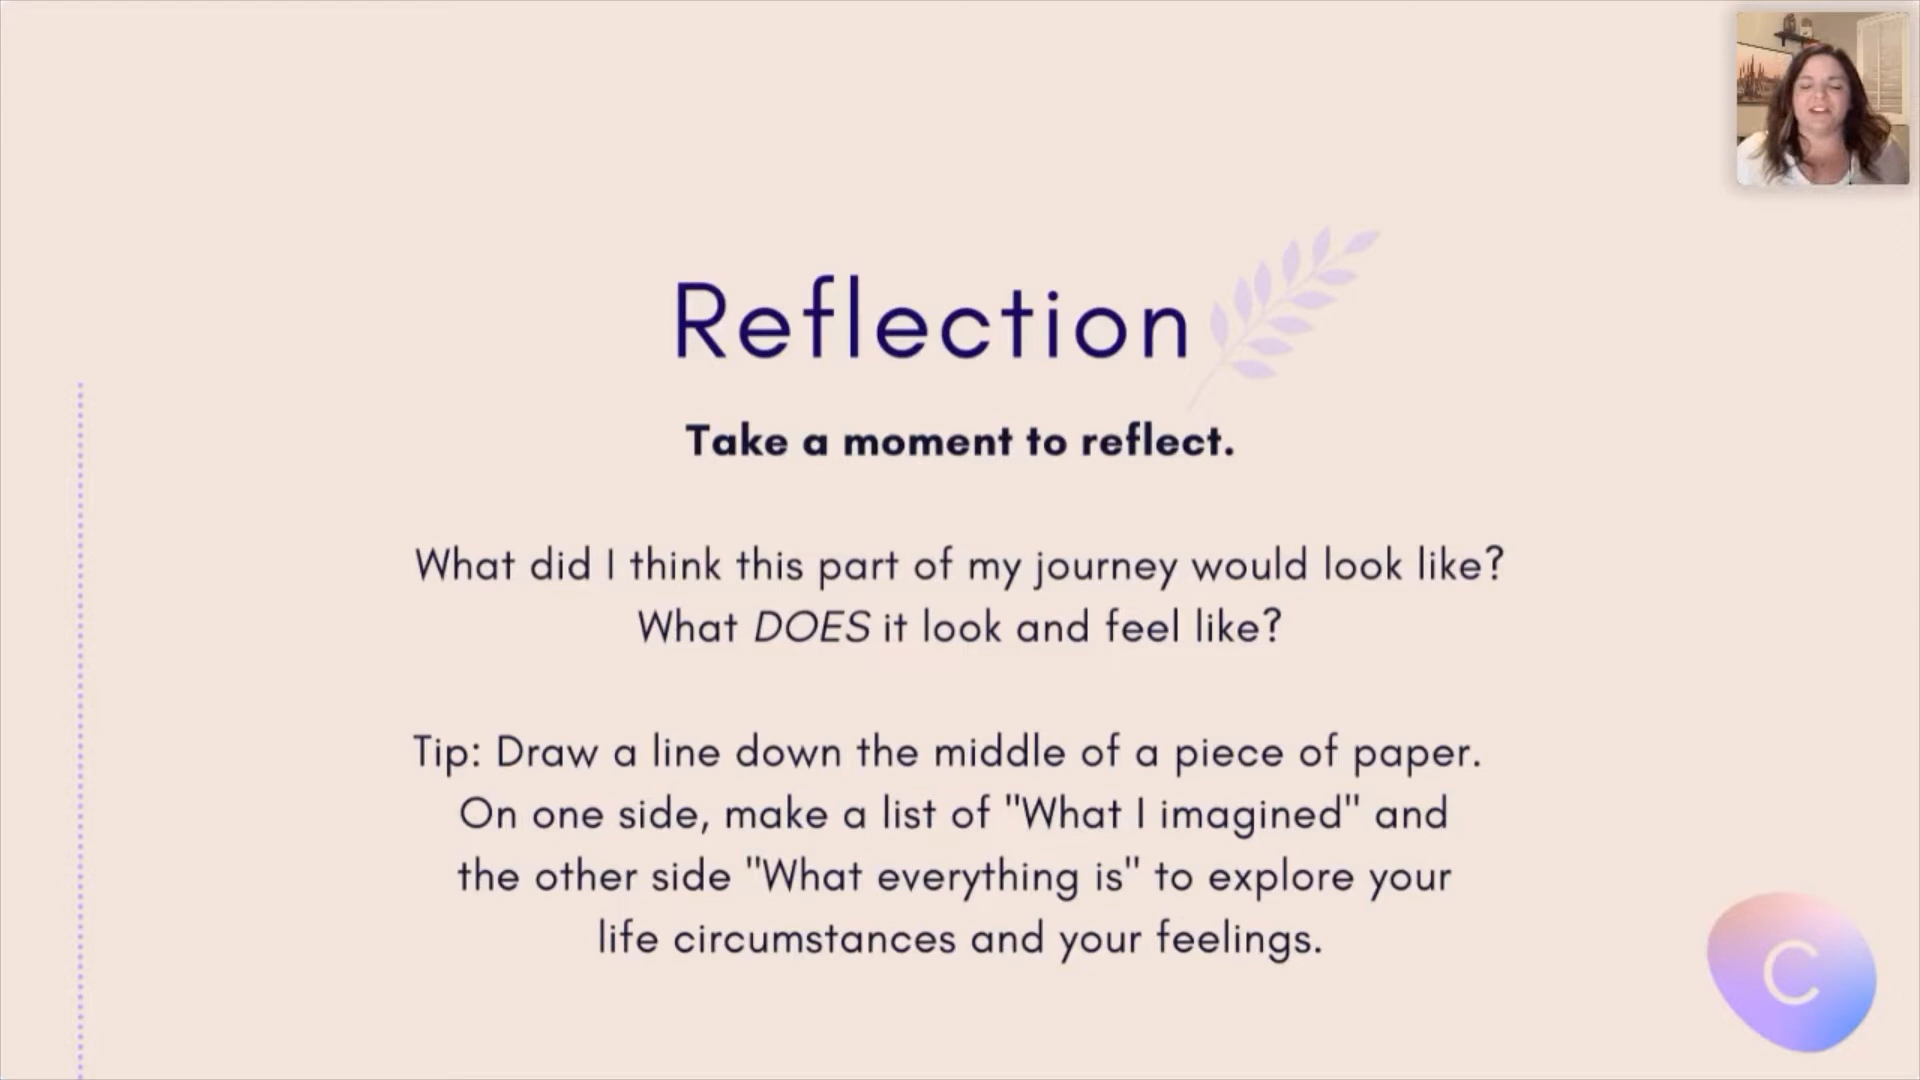 Reflection
Take a moment to reflect.
What did I think this part of my journey would look like?
What DOES it look and feel like?
Tip: Draw a line down the middle of a piece of paper.
On one side, make a list of "What I imagined" and
the other side "What everything is" to explore your
life circumstances and your feelings.
C